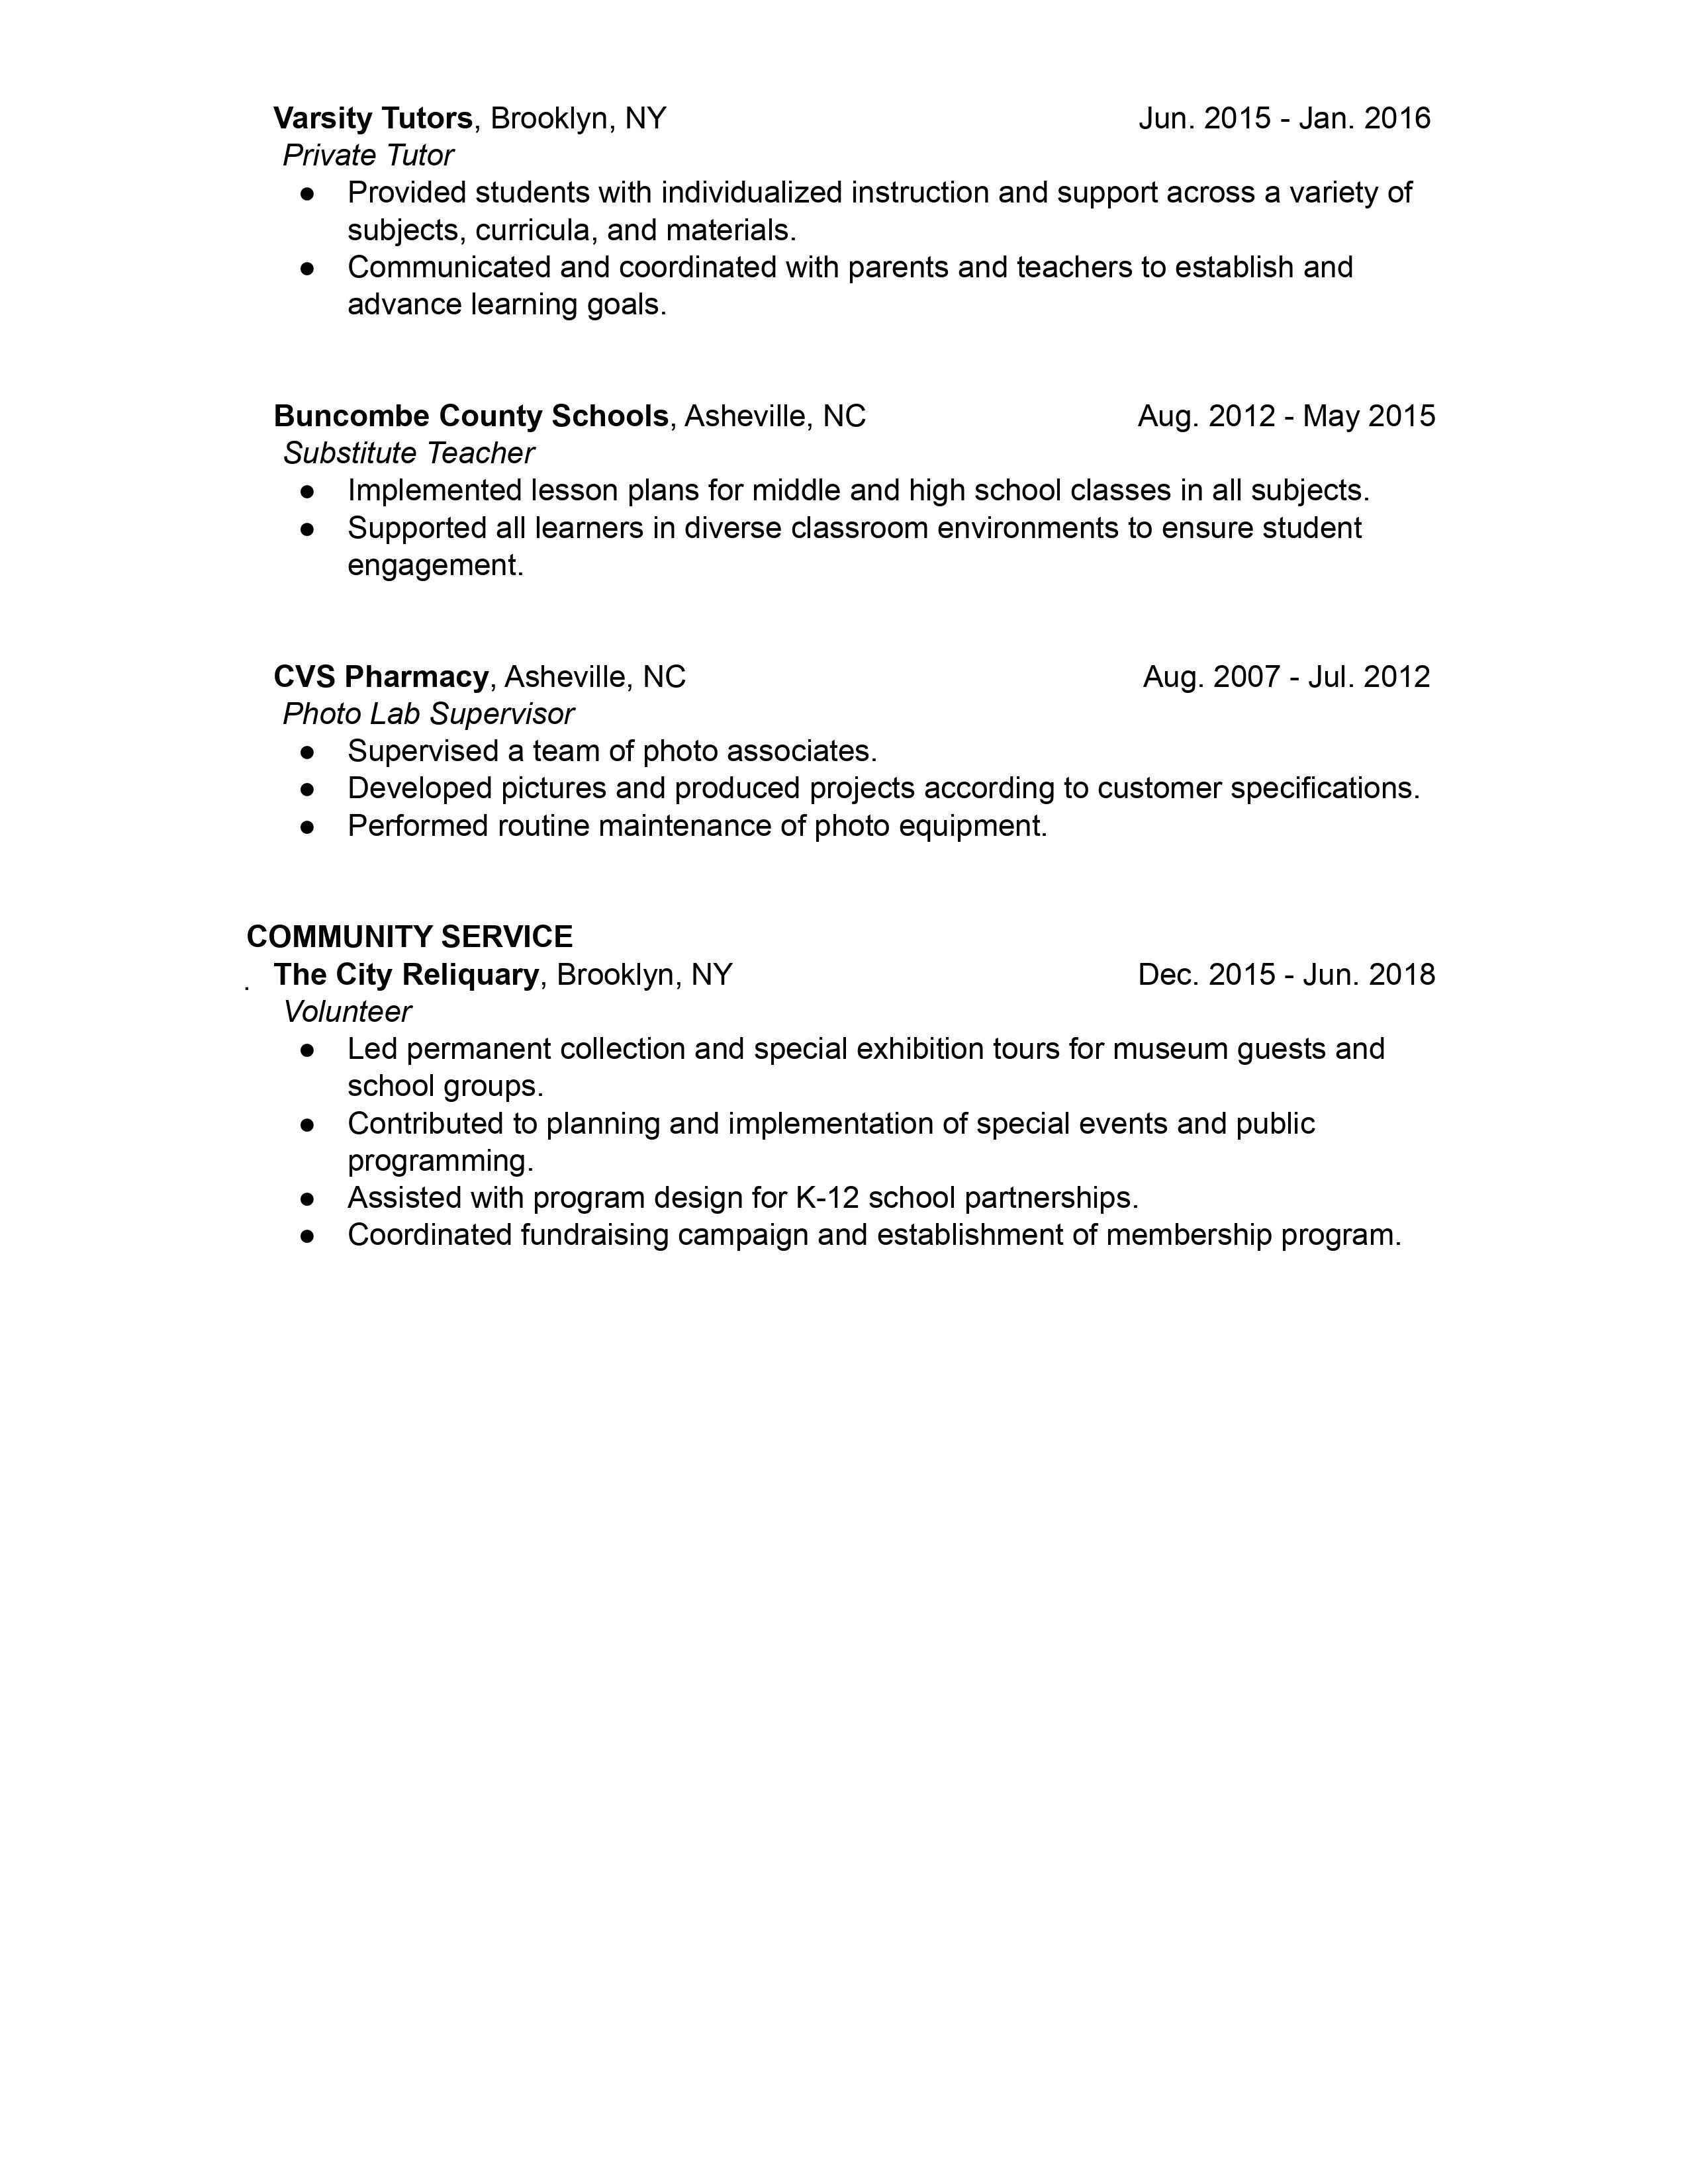 Varsity Tutors, Brooklyn, NY Jun. 2015 - Jan. 2016
Private Tutor
● Provided students with individualized instruction and support across a variety of
subjects, curricula, and materials.
● Communicated and coordinated with parents and teachers to establish and
advance learning goals.
Buncombe County Schools, Asheville, NC Aug. 2012 - May 2015
Substitute Teacher
● Implemented lesson plans for middle and high school classes in all subjects.
● Supported all learners in diverse classroom environments to ensure student
engagement.
CVS Pharmacy, Asheville, NC Aug. 2007 - Jul. 2012
Photo Lab Supervisor
● Supervised a team of photo associates.
● Developed pictures and produced projects according to customer specifications.
● Performed routine maintenance of photo equipment.
COMMUNITY SERVICE
. The City Reliquary, Brooklyn, NY Dec. 2015 - Jun. 2018
Volunteer
● Led permanent collection and special exhibition tours for museum guests and
school groups.
● Contributed to planning and implementation of special events and public
programming.
● Assisted with program design for K-12 school partnerships.
● Coordinated fundraising campaign and establishment of membership program.